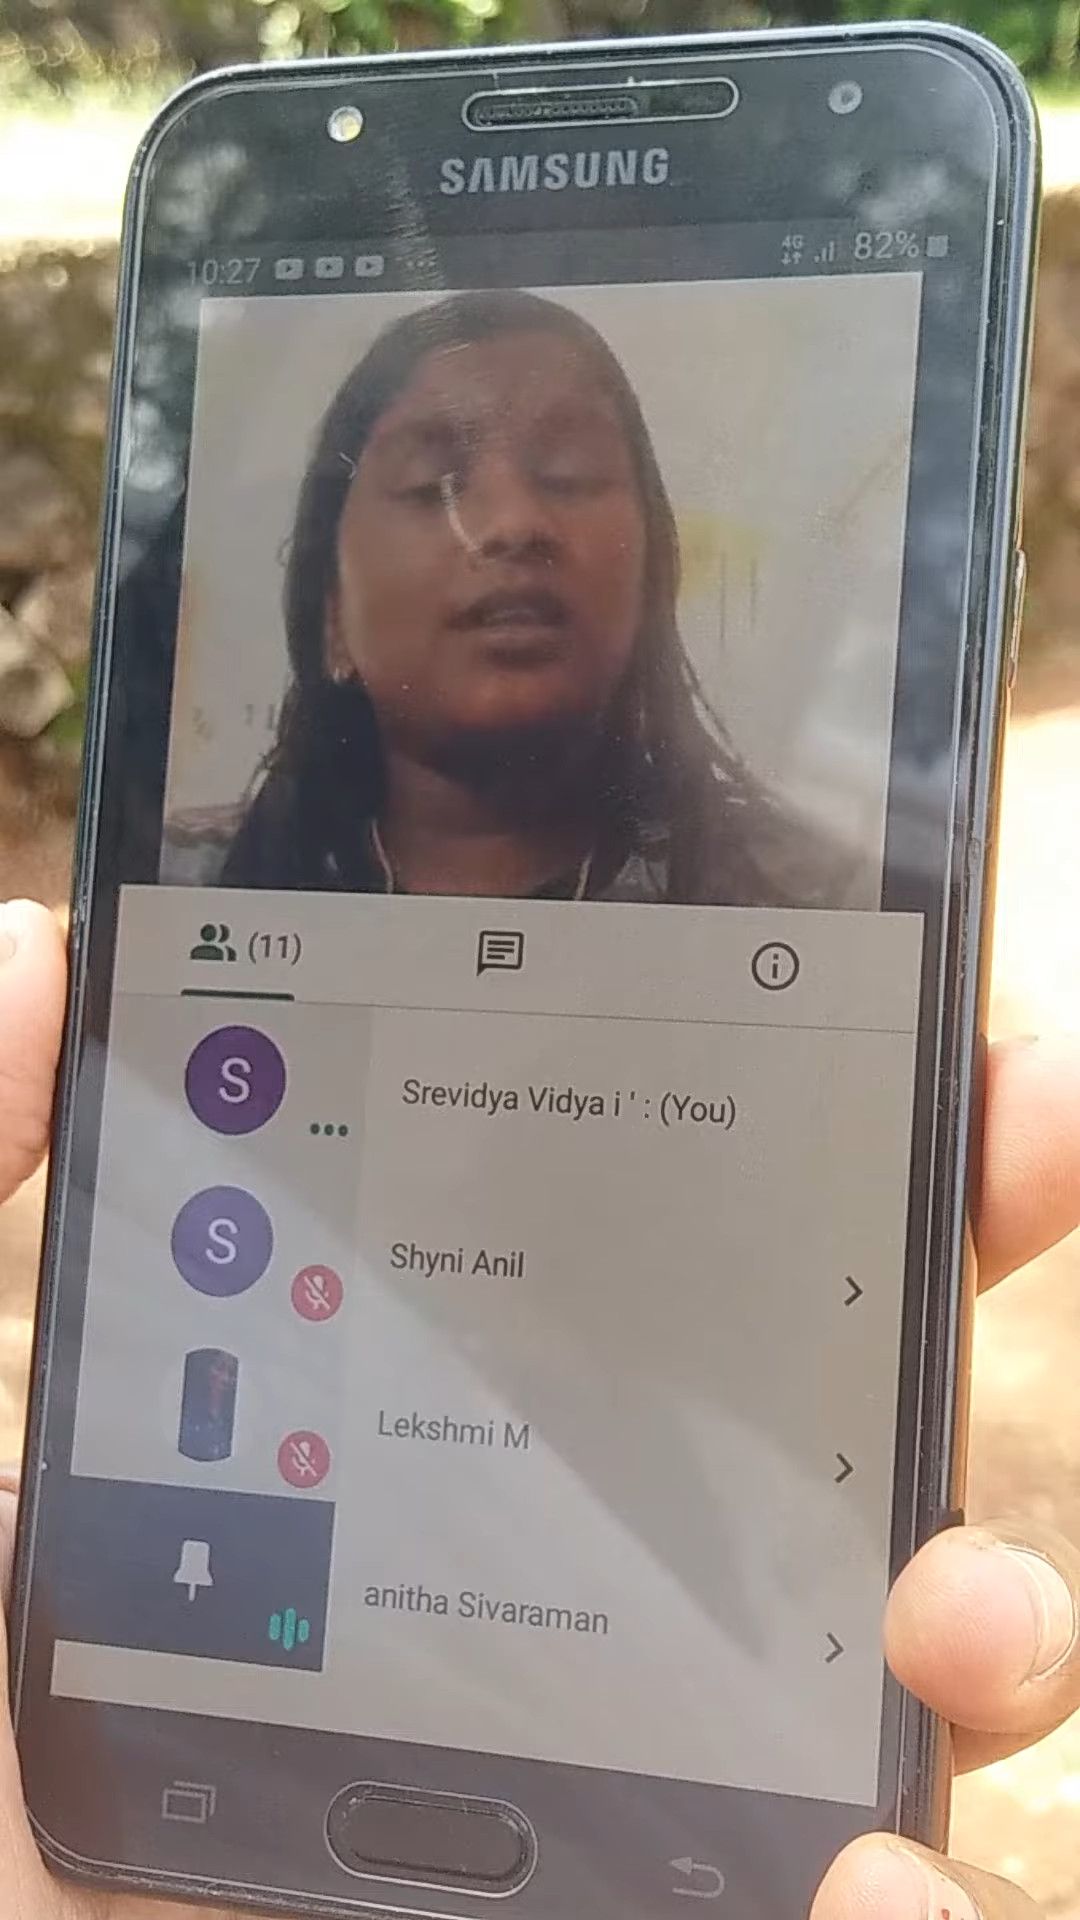 SAMSUNG
10:27 4G 82%
(11)
S Srevidya Vidya i ' : (You)
S Shyni Anil
Lekshmi M
anitha Sivaraman